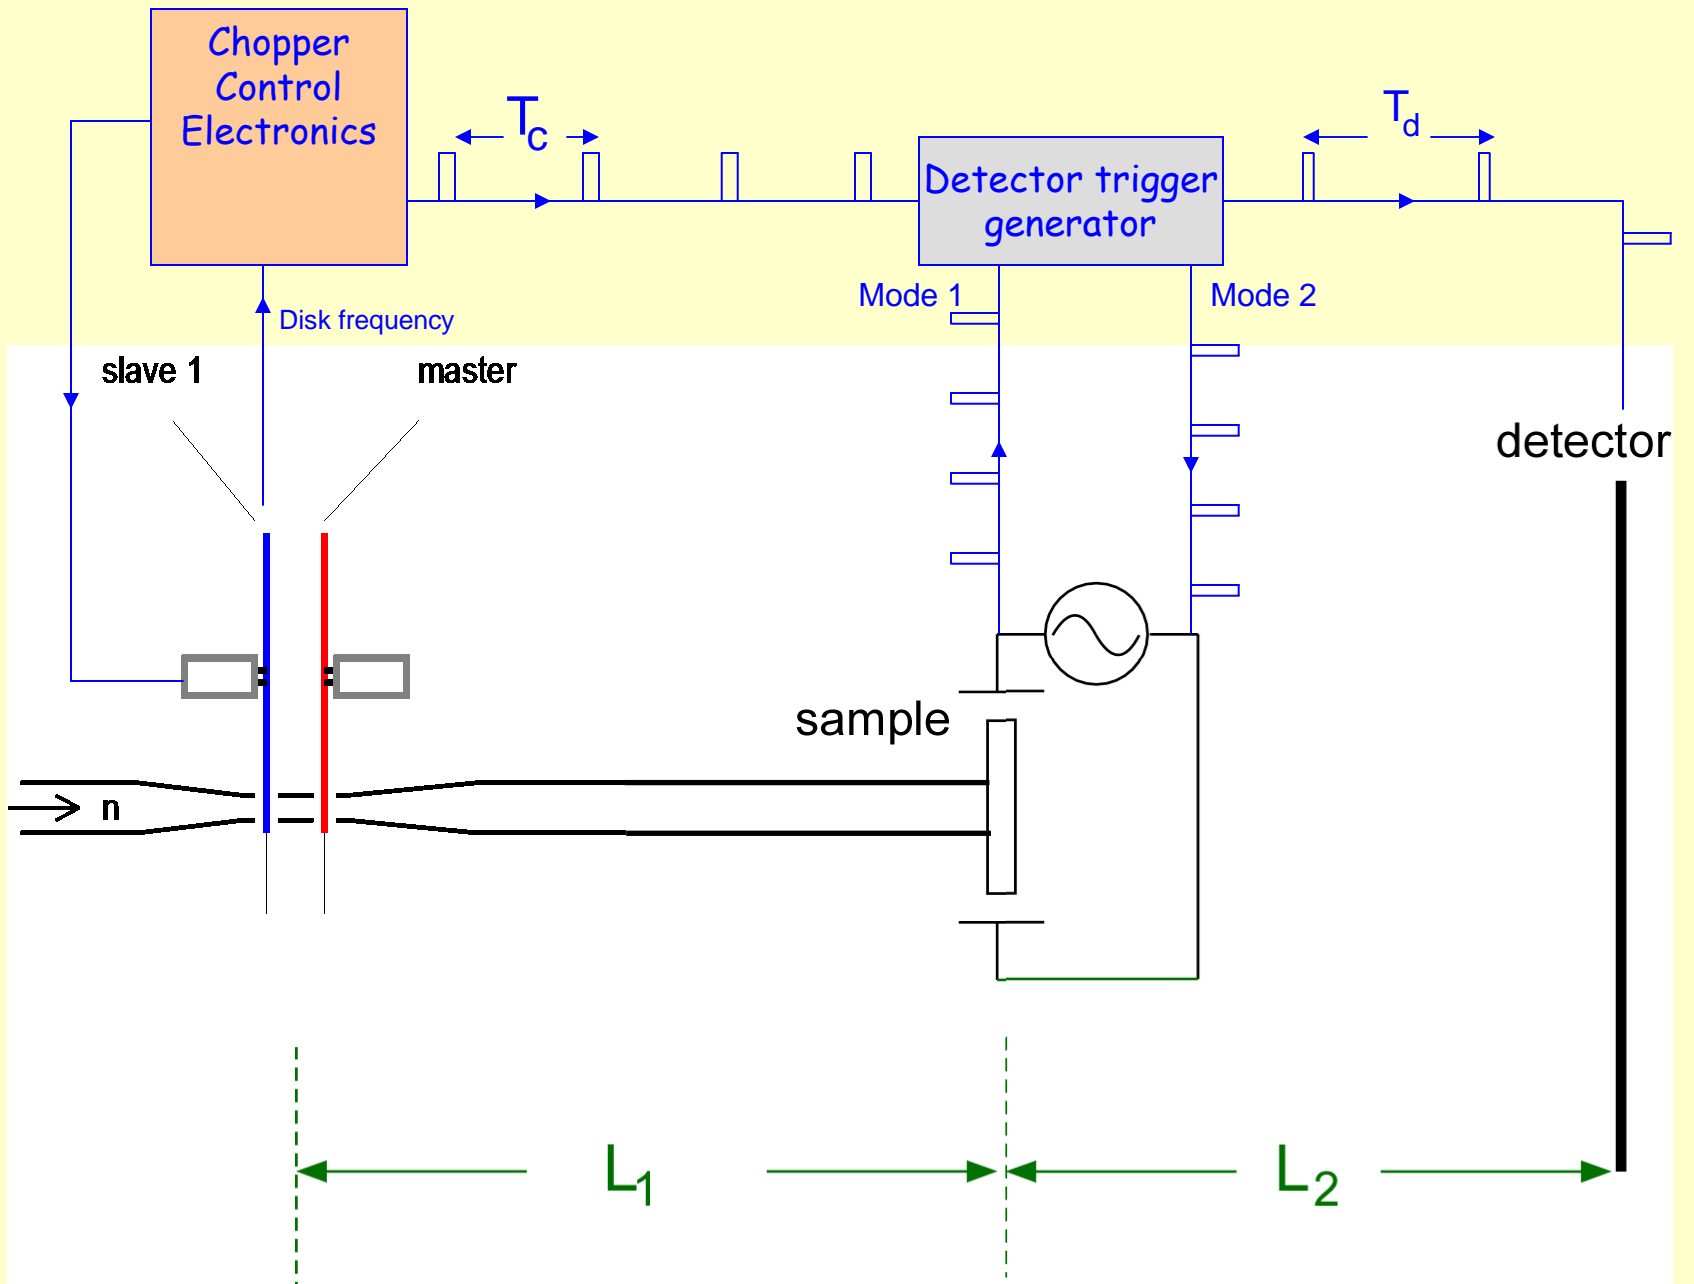 Chopper
Control
Electronics
Tc
Td
Detector trigger
generator
Mode 1
Mode 2
Disk frequency
slave 1
master
detector
sample
n
L1
L2